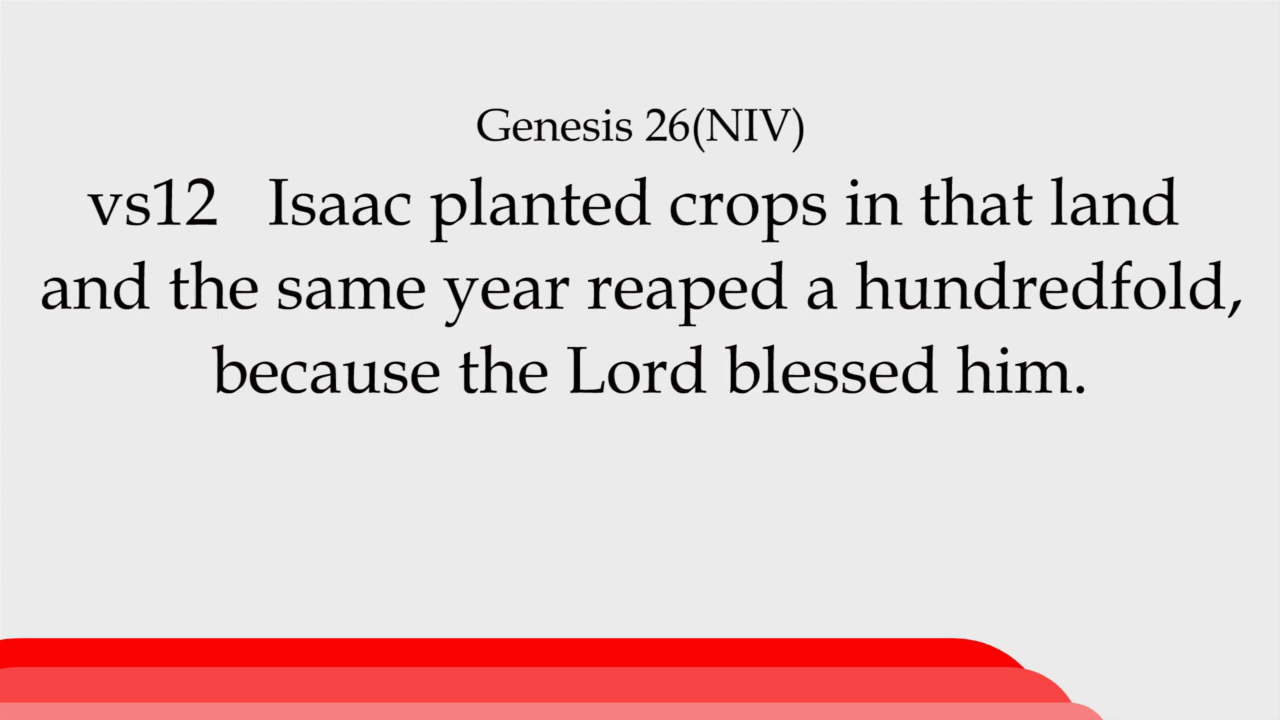 Genesis 26(NIV)
vs12 Isaac planted crops in that land
and the same year reaped a hundredfold,
because the Lord blessed him.